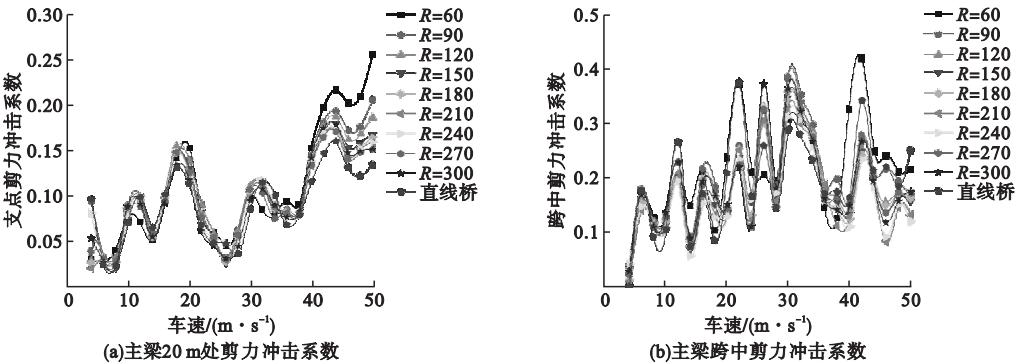 支点剪力冲击系数
0.30
0.25
0.20
0.15
0.10
0.05
0
10
20
30
40
50
R=60
R=90
R=120
R=150
R=180
R=210
R=240
R=270
R=300
直线桥
车速/(m·s⁻¹)
(a)主梁20 m处剪力冲击系数
跨中剪力冲击系数
0.5
0.4
0.3
0.2
0.1
0
10
20
30
40
50
R=60
R=90
R=120
R=150
R=180
R=210
R=240
R=270
R=300
直线桥
车速/(m·s⁻¹)
(b)主梁跨中剪力冲击系数